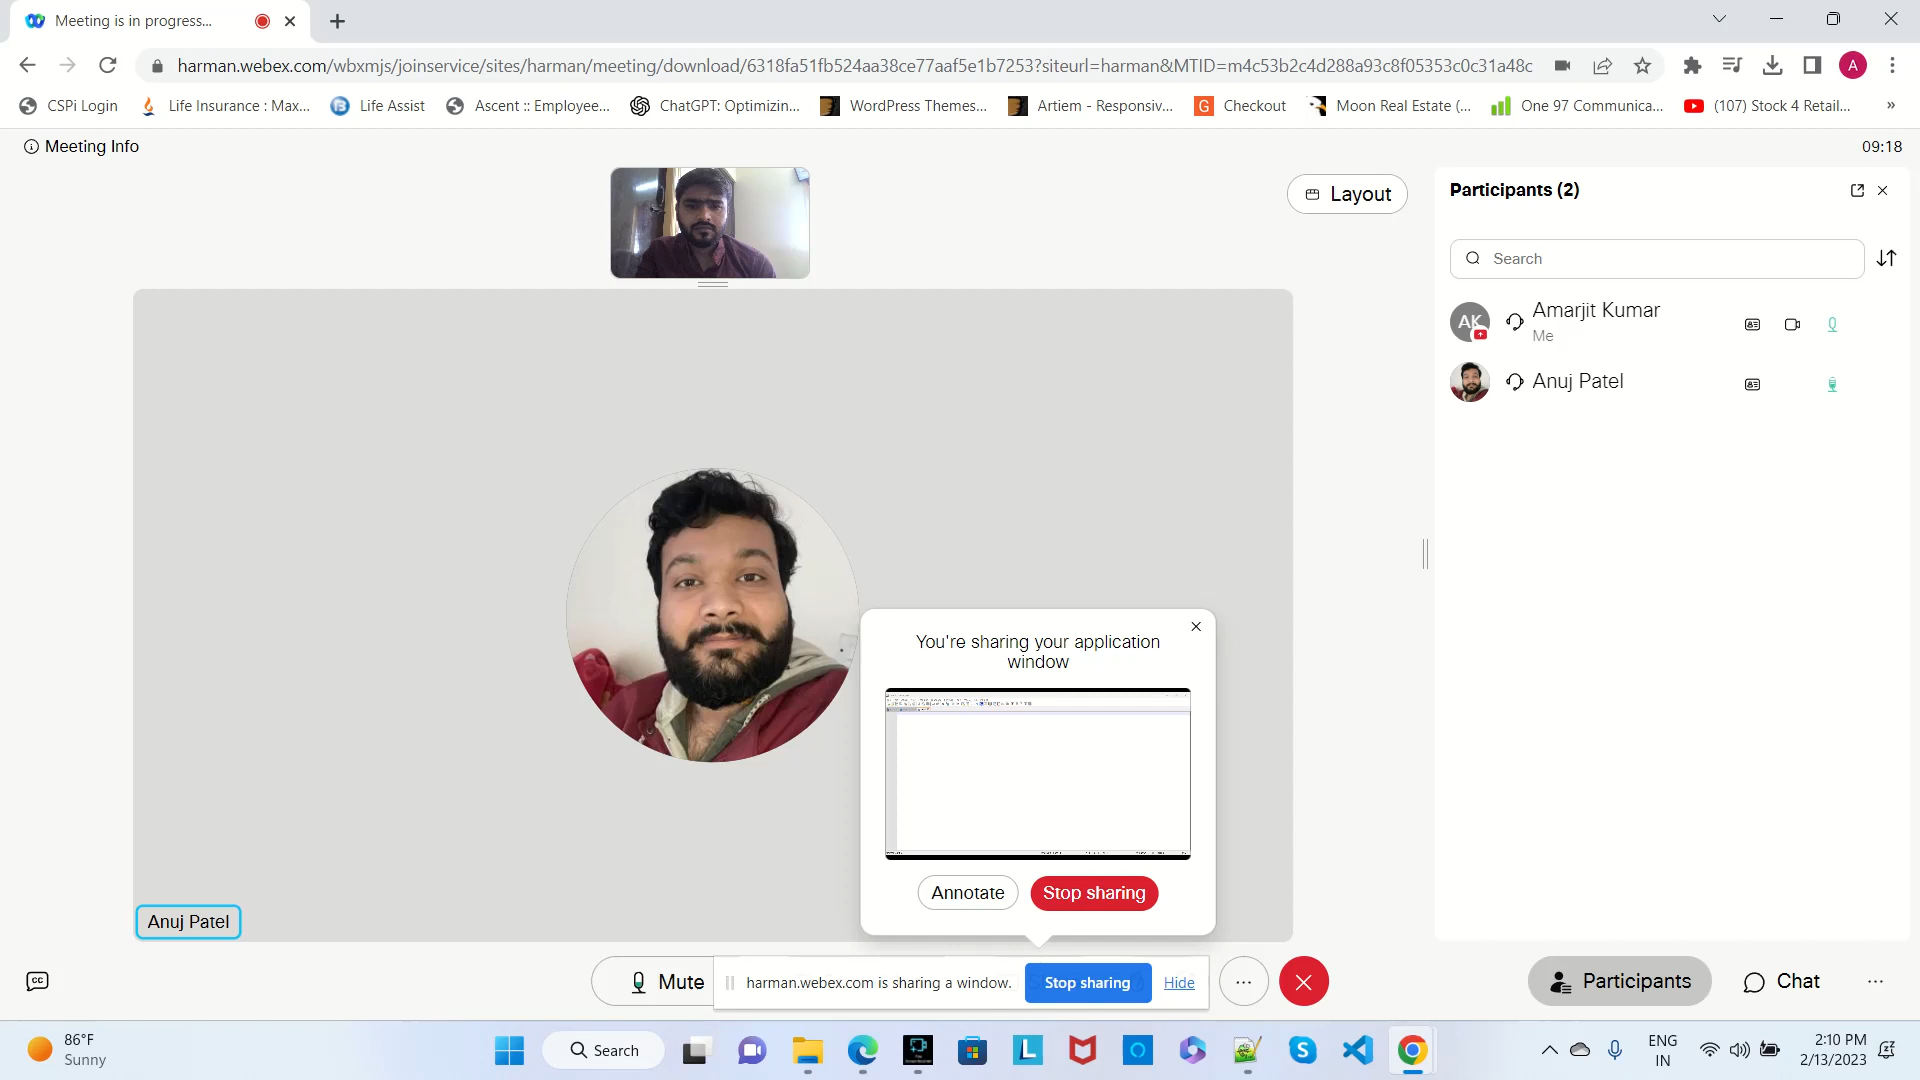 Meeting is in progress...
harman.webex.com/wbxmjs/joinservice/sites/harman/meeting/download/6318fa51fb524aa38ce77aaf5e1b7253?siteurl=harman&MTID=m4c53b2c4d288a93c8f05353c0c31a48c
A
CSPi Login
Life Insurance : Max...
Life Assist
Ascent :: Employee...
ChatGPT: Optimizin...
WordPress Themes...
Artiem - Responsiv...
G Checkout
Moon Real Estate (...
One 97 Communica...
(107) Stock 4 Retail...
»
Meeting Info
09:18
Layout
Participants (2)
Search
AK
Amarjit Kumar
Me
Anuj Patel
You're sharing your application
window
Annotate
Stop sharing
Anuj Patel
CC
Mute
harman.webex.com is sharing a window.
Stop sharing
Hide
Participants
Chat
86°F
Sunny
Search
L
S
ENG
IN
2:10 PM
2/13/2023